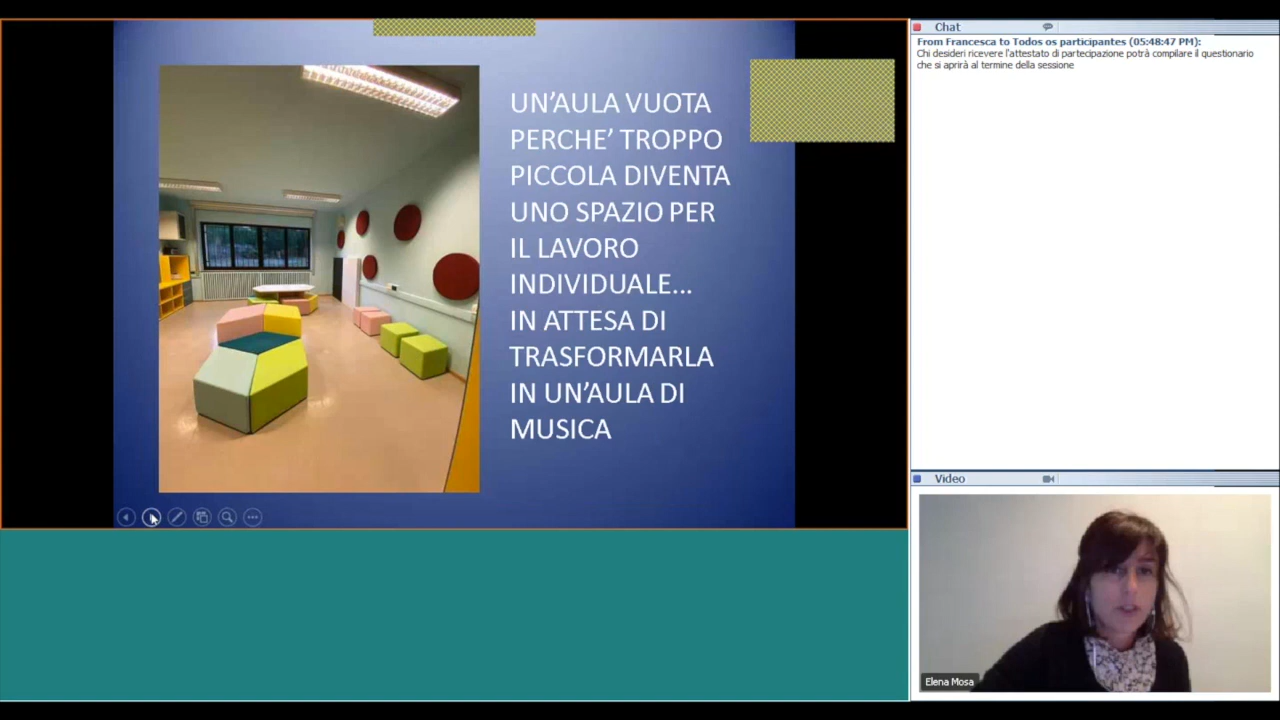 UN'AULA VUOTA
PERCHE' TROPPO
PICCOLA DIVENTA
UNO SPAZIO PER
IL LAVORO
INDIVIDUALE...
IN ATTESA DI
TRASFORMARLA
IN UN'AULA DI
MUSICA
Chat
From Francesca to Todos os participantes (05:48:47 PM):
Chi desideri ricevere l'attestato di partecipazione potrà compilare il questionario
che si aprirà al termine della sessione
Video
Elena Mosa